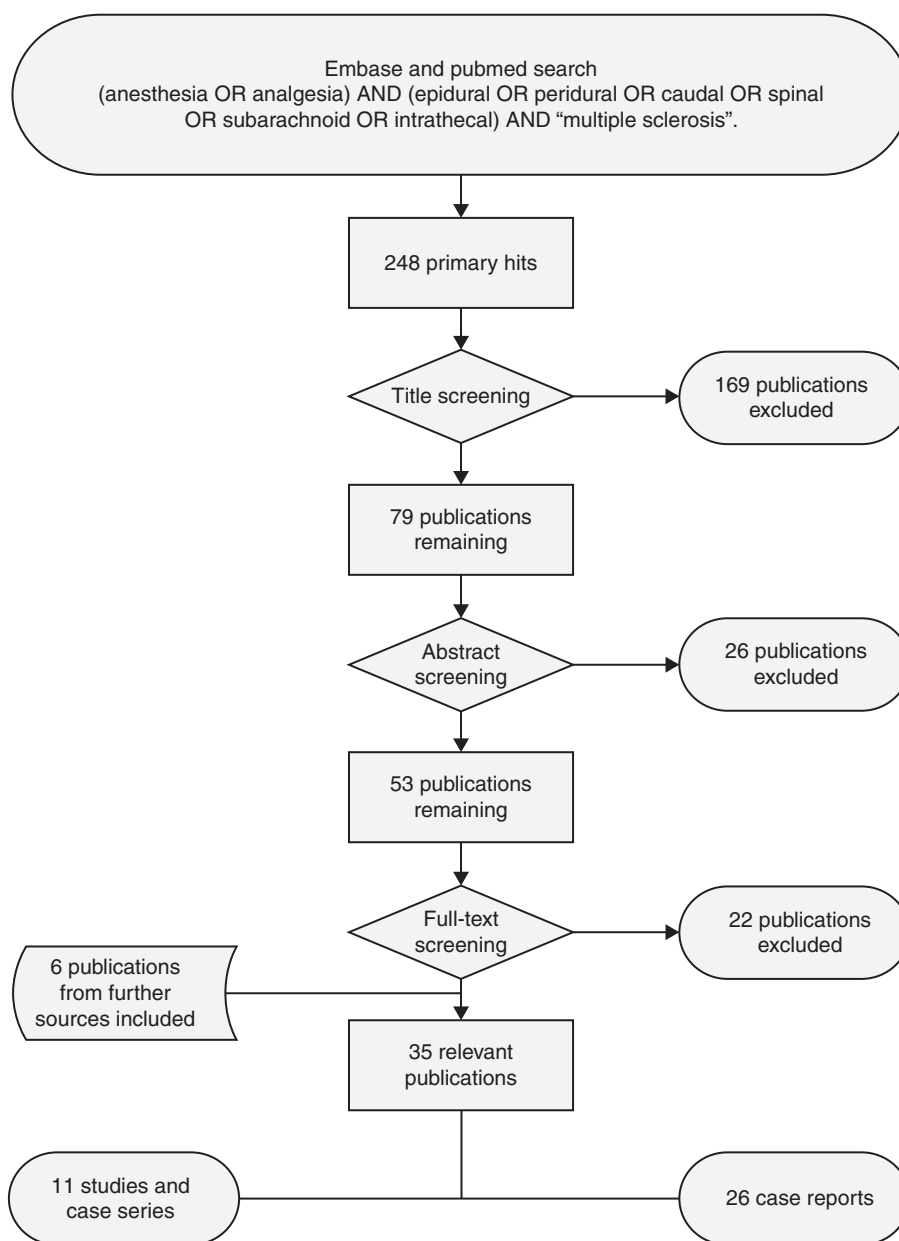 Embase and pubmed search
(anesthesia OR analgesia) AND (epidural OR peridural OR caudal OR spinal
OR subarachnoid OR intrathecal) AND “multiple sclerosis”.
248 primary hits
Title screening
169 publications
excluded
79 publications
remaining
Abstract
screening
26 publications
excluded
53 publications
remaining
Full-text
screening
22 publications
excluded
6 publications
from further
sources included
35 relevant
publications
11 studies and
case series
26 case reports